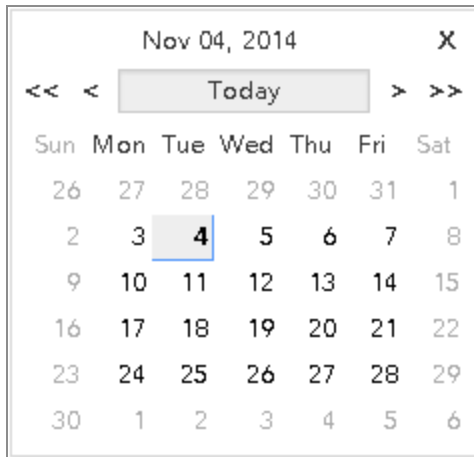 Nov 04, 2014 X
<< < Today > >>
Sun Mon Tue Wed Thu Fri Sat
26 27 28 29 30 31 1
2 3 4 5 6 7 8
9 10 11 12 13 14 15
16 17 18 19 20 21 22
23 24 25 26 27 28 29
30 1 2 3 4 5 6